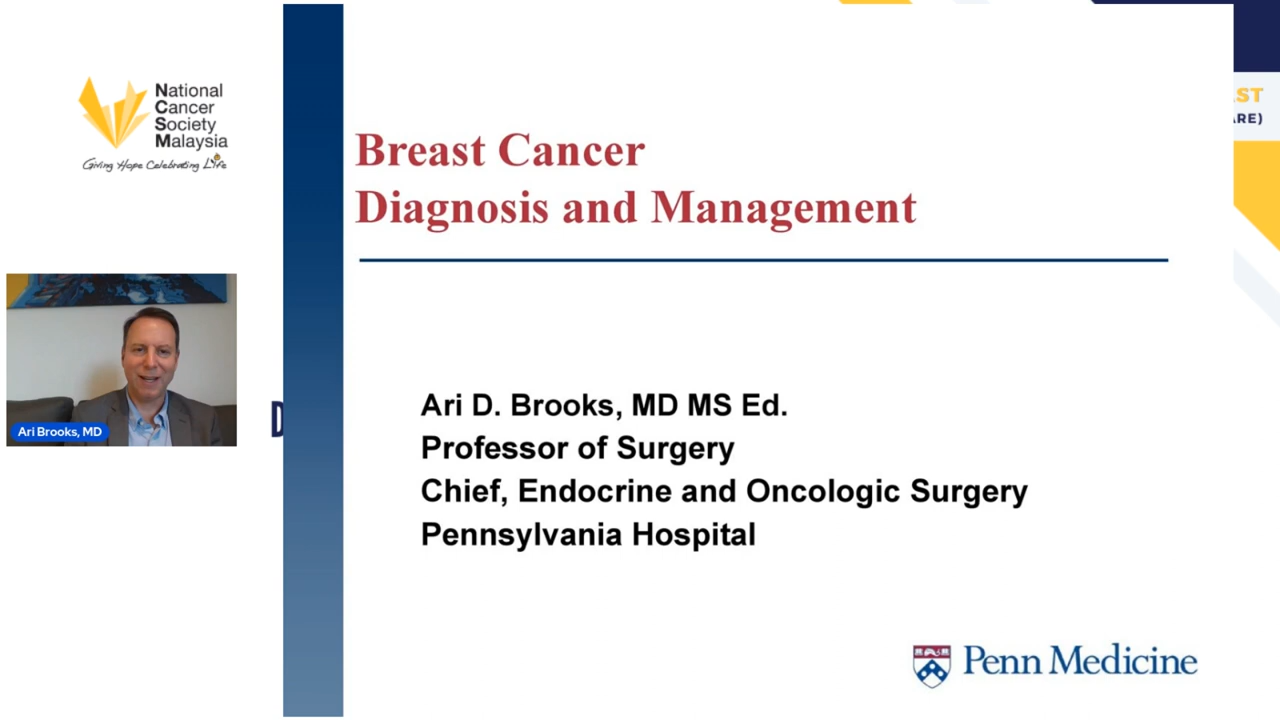 National
Cancer
Society
Malaysia
Giving Hope Celebrating Life
Breast Cancer
Diagnosis and Management
Ari D. Brooks, MD MS Ed.
Professor of Surgery
Chief, Endocrine and Oncologic Surgery
Pennsylvania Hospital
Ari Brooks, MD
Penn Medicine